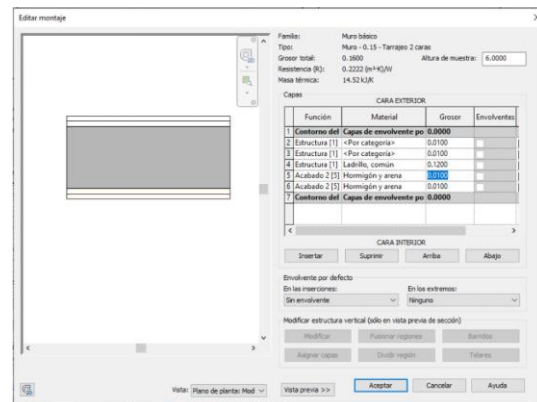 Editar montaje
Familia: Muro básico
Tipo: Muro - 0.15 - Tarrajeo 2 caras
Grosor total: 0.1600 Altura de muestra: 6.0000
Resistencia (R): 0.2222 (m²·K)/W
Masa térmica: 14.52 kJ/K
Capas
CARA EXTERIOR
Función Material Grosor Envolventes
1 Contorno del Capas de envolvente po 0.0000
2 Estructura [1] <Por categoría> 0.0100
3 Estructura [1] <Por categoría> 0.0100
4 Estructura [1] Ladrillo, común 0.1200
5 Acabado 2 [5] Hormigón y arena 0.0100
6 Acabado 2 [5] Hormigón y arena 0.0100
7 Contorno del Capas de envolvente po 0.0000
CARA INTERIOR
Insertar Suprimir Arriba Abajo
Envolvente por defecto
En las inserciones: En los extremos:
Sin envolvente Ninguno
Modificar estructura vertical (sólo en vista previa de sección)
Modificar Fusionar regiones Barridos
Asignar capas Dividir región Telares
Vista: Plano de planta: Mod Vista previa >> Aceptar Cancelar Ayuda